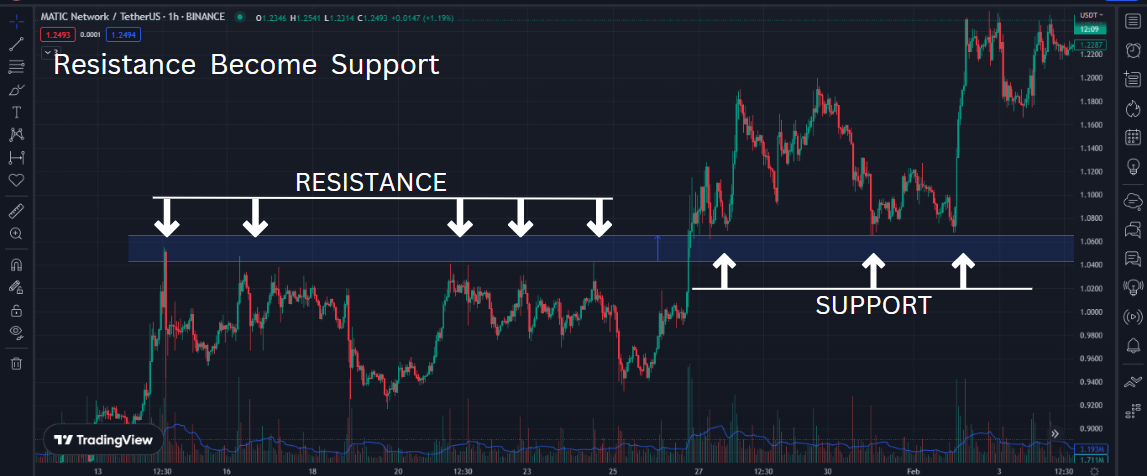 MATIC Network / TetherUS · 1h · BINANCE O1.2346 H1.2541 L1.2314 C1.2493 +0.0147 (+1.19%)
USDT
1.2493 0.0001 1.2494
12:09
1.2287
Resistance Become Support
1.2200
1.2000
1.1800
1.1600
1.1400
1.1200
RESISTANCE
1.1000
1.0800
1.0600
1.0400
1.0200
SUPPORT
1.0000
0.9800
0.9600
0.9400
0.9200
0.9000
TradingView
1.193M
1.711M
13 12:30 16 18 20 12:30 23 25 27 12:30 30 Feb 3 12:30